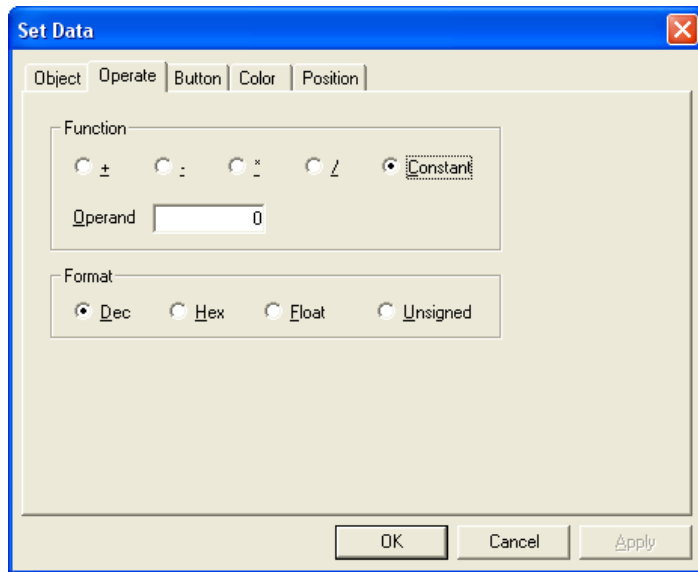 Set Data
Object Operate Button Color Position
Function
+ - * / Constant
Operand 0
Format
Dec Hex Float Unsigned
OK Cancel Apply